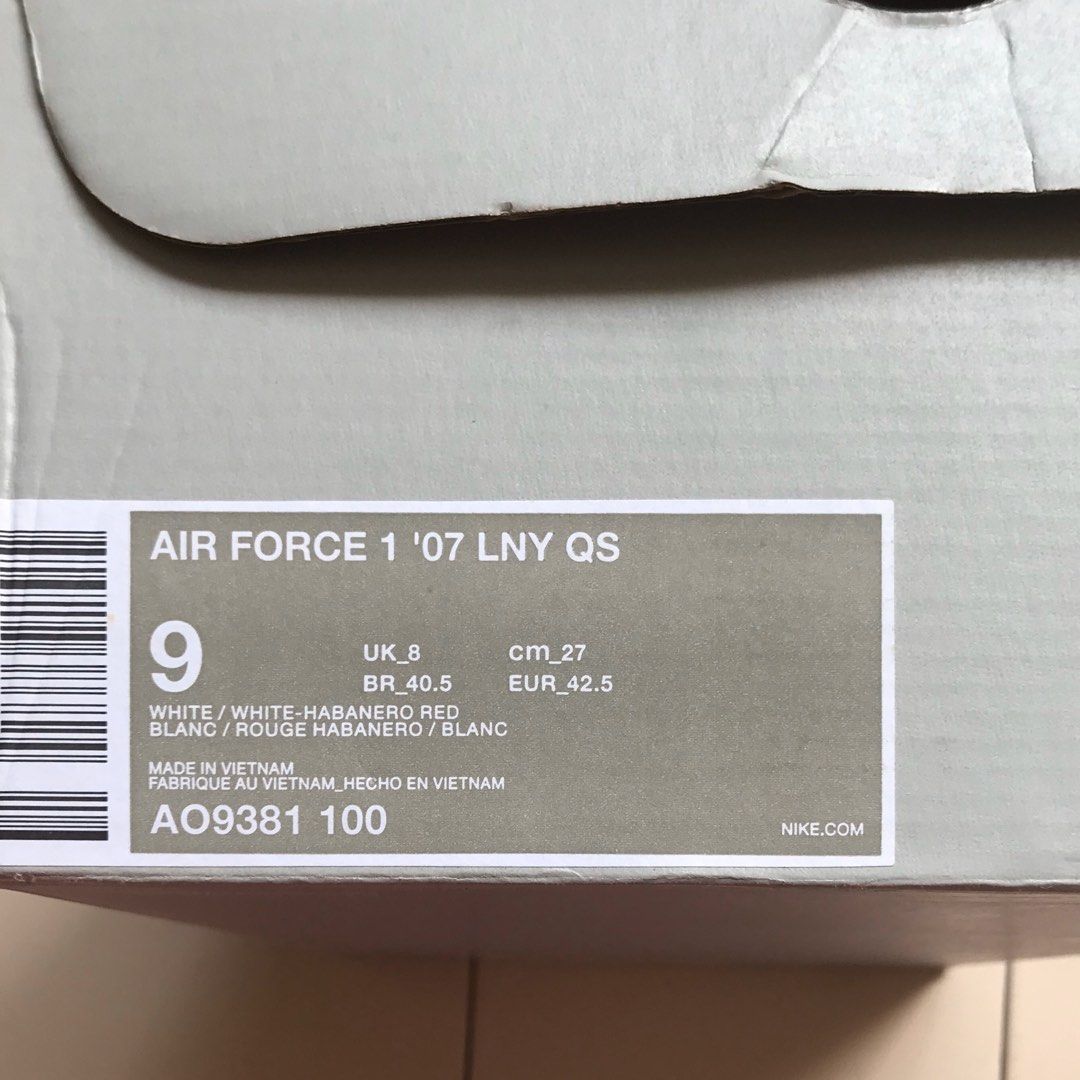 AIR FORCE 1 '07 LNY QS
9
UK_8 cm_27
BR_40.5 EUR_42.5
WHITE / WHITE-HABANERO RED
BLANC / ROUGE HABANERO / BLANC
MADE IN VIETNAM
FABRIQUE AU VIETNAM_HECHO EN VIETNAM
AO9381 100
NIKE.COM